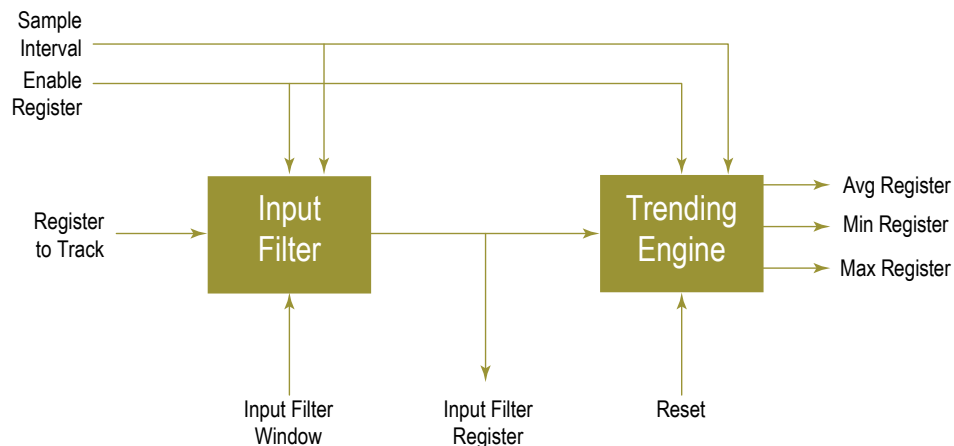 Sample
Interval
Enable
Register
Register
to Track
Input
Filter
Trending
Engine
Avg Register
Min Register
Max Register
Input Filter
Window
Input Filter
Register
Reset